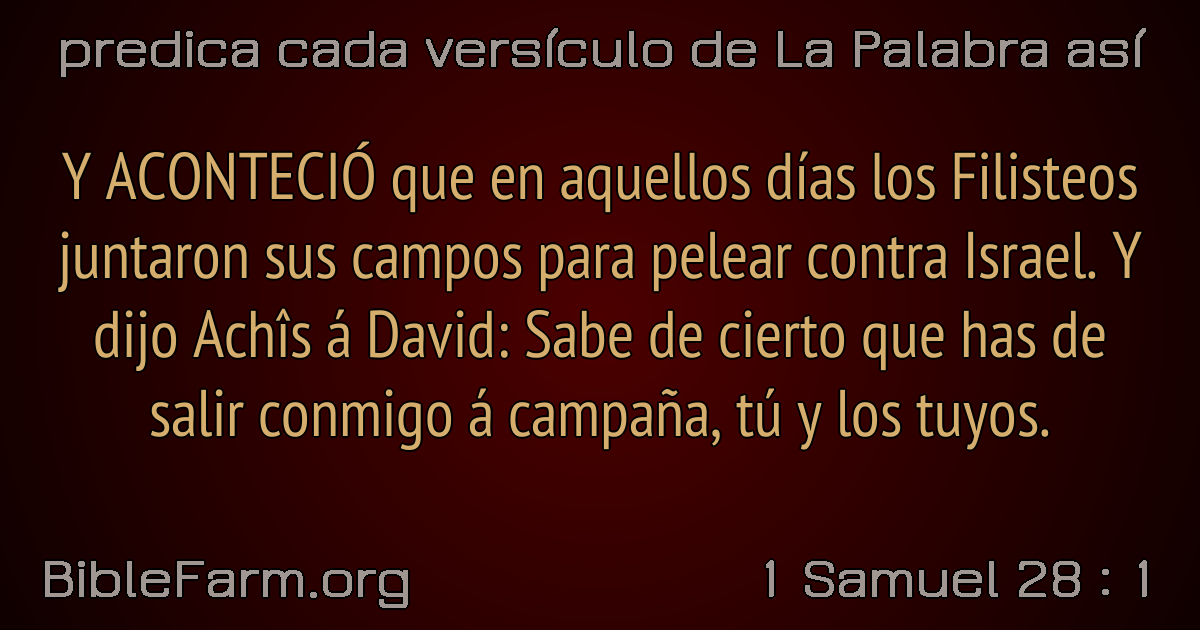 predica cada versículo de La Palabra así
Y ACONTECIÓ que en aquellos días los Filisteos
juntaron sus campos para pelear contra Israel. Y
dijo Achîs á David: Sabe de cierto que has de
salir conmigo á campaña, tú y los tuyos.
BibleFarm.org
1 Samuel 28 : 1